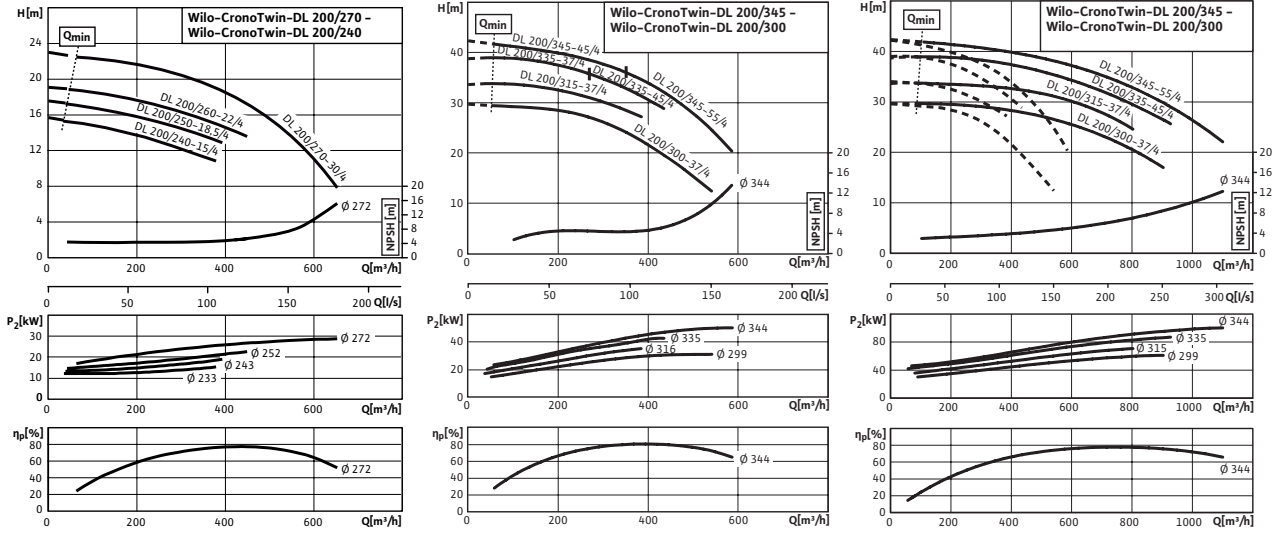 H[m]
Wilo-CronoTwin-DL 200/270 –
Wilo-CronoTwin-DL 200/240
Qmin
24
20
16
12
8
4
0
DL 200/260-22/4
DL 200/250-18,5/4
DL 200/240-15/4
DL 200/270-30/4
Ø 272
NPSH [m]
20
16
12
8
4
0
0 200 400 600 Q[m³/h]
0 50 100 150 200 Q[l/s]
P2[kW]
30
20
10
0
Ø 272
Ø 252
Ø 243
Ø 233
0 200 400 600 Q[m³/h]
ηp[%]
80
60
40
20
0
Ø 272
0 200 400 600 Q[m³/h]
H[m]
Wilo-CronoTwin-DL 200/345 –
Wilo-CronoTwin-DL 200/300
Qmin
40
30
20
10
0
DL 200/345-45/4
DL 200/335-37/4
DL 200/335-45/4
DL 200/345-55/4
DL 200/315-37/4
DL 200/300-37/4
Ø 344
NPSH [m]
20
16
12
8
4
0
0 200 400 600 Q[m³/h]
0 50 100 150 200 Q[l/s]
P2[kW]
40
20
0
Ø 344
Ø 335
Ø 316
Ø 299
0 200 400 600 Q[m³/h]
ηp[%]
80
60
40
20
0
Ø 344
0 200 400 600 Q[m³/h]
H[m]
Wilo-CronoTwin-DL 200/345 –
Wilo-CronoTwin-DL 200/300
Qmin
40
30
20
10
0
DL 200/345-55/4
DL 200/335-45/4
DL 200/315-37/4
DL 200/300-37/4
Ø 344
NPSH [m]
20
16
12
8
4
0
0 200 400 600 800 1000 Q[m³/h]
0 50 100 150 200 250 300 Q[l/s]
P2[kW]
80
40
0
Ø 344
Ø 335
Ø 315
Ø 299
0 200 400 600 800 1000 Q[m³/h]
ηp[%]
80
60
40
20
0
Ø 344
0 200 400 600 800 1000 Q[m³/h]